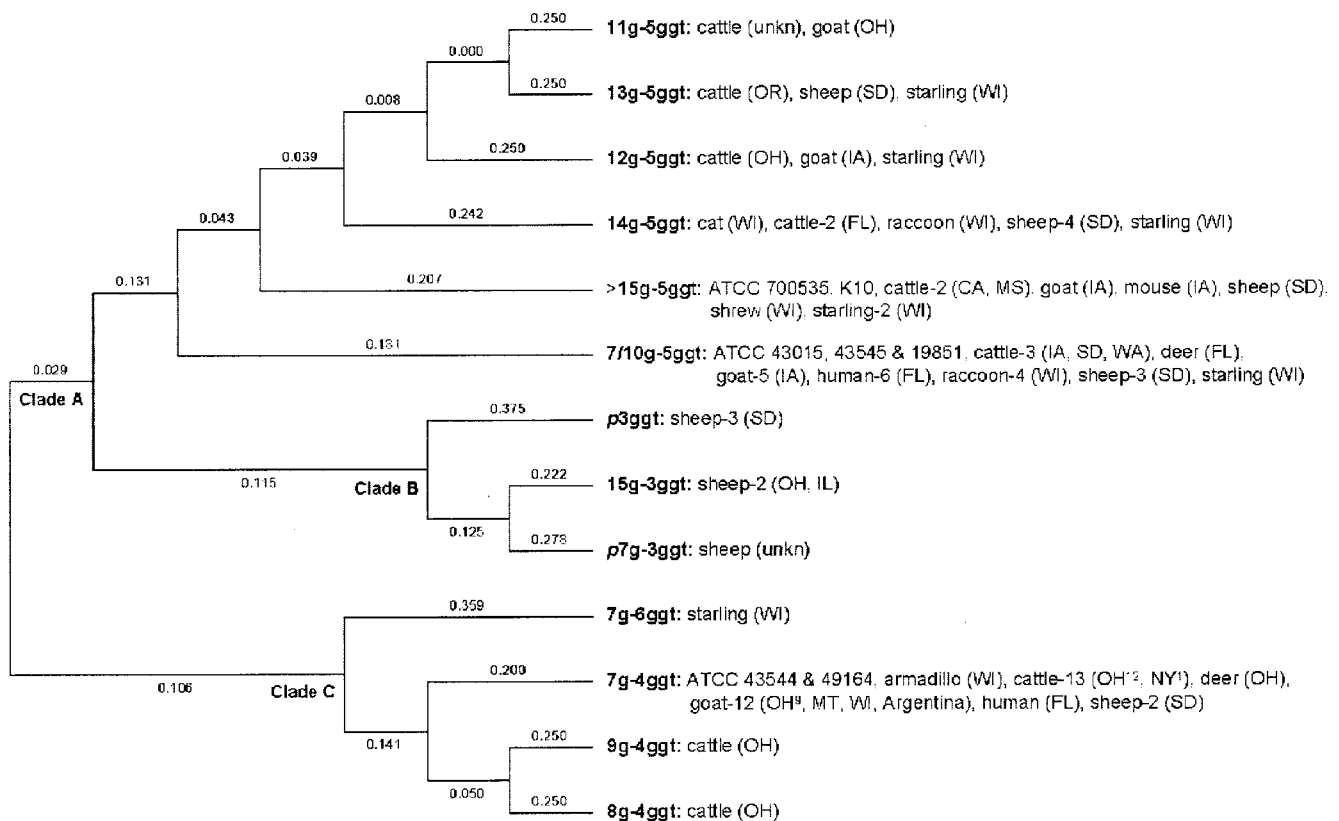 0.250
11g-5ggt: cattle (unkn), goat (OH)
0.000
0.250
13g-5ggt: cattle (OR), sheep (SD), starling (WI)
0.008
0.250
12g-5ggt: cattle (OH), goat (IA), starling (WI)
0.039
0.242
14g-5ggt: cat (WI), cattle-2 (FL), raccoon (WI), sheep-4 (SD), starling (WI)
0.043
0.207
>15g-5ggt: ATCC 700535, K10, cattle-2 (CA, MS), goat (IA), mouse (IA), sheep (SD),
shrew (WI), starling-2 (WI)
0.131
0.181
7/10g-5ggt: ATCC 43015, 43545 & 19851, cattle-3 (IA, SD, WA), deer (FL),
goat-5 (IA), human-6 (FL), raccoon-4 (WI), sheep-3 (SD), starling (WI)
0.029
Clade A
0.375
p3ggt: sheep-3 (SD)
0.115
Clade B
0.222
15g-3ggt: sheep-2 (OH, IL)
0.125
0.278
p7g-3ggt: sheep (unkn)
0.359
7g-6ggt: starling (WI)
0.106
Clade C
0.200
7g-4ggt: ATCC 43544 & 49164, armadillo (WI), cattle-13 (OH¹², NY¹), deer (OH),
goat-12 (OH⁹, MT, WI, Argentina), human (FL), sheep-2 (SD)
0.141
0.250
9g-4ggt: cattle (OH)
0.050
0.250
8g-4ggt: cattle (OH)